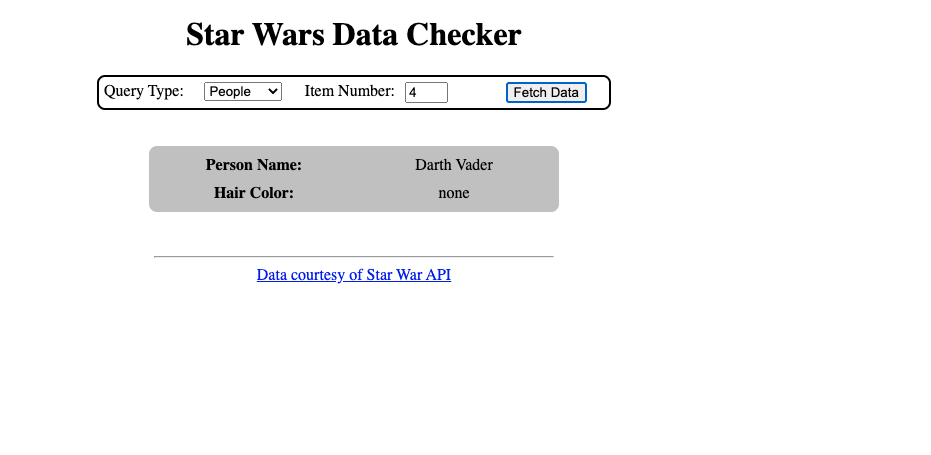 Star Wars Data Checker
Query Type: People Item Number: 4 Fetch Data
Person Name: Darth Vader
Hair Color: none
Data courtesy of Star War API